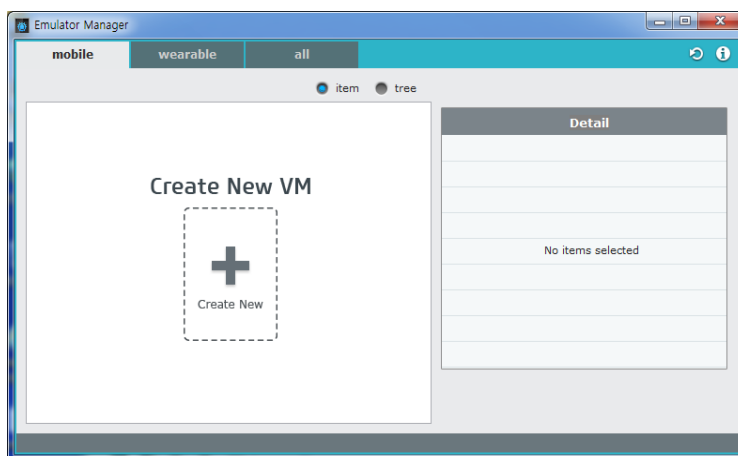 Emulator Manager
mobile wearable all
item tree
Detail
Create New VM
Create New
No items selected